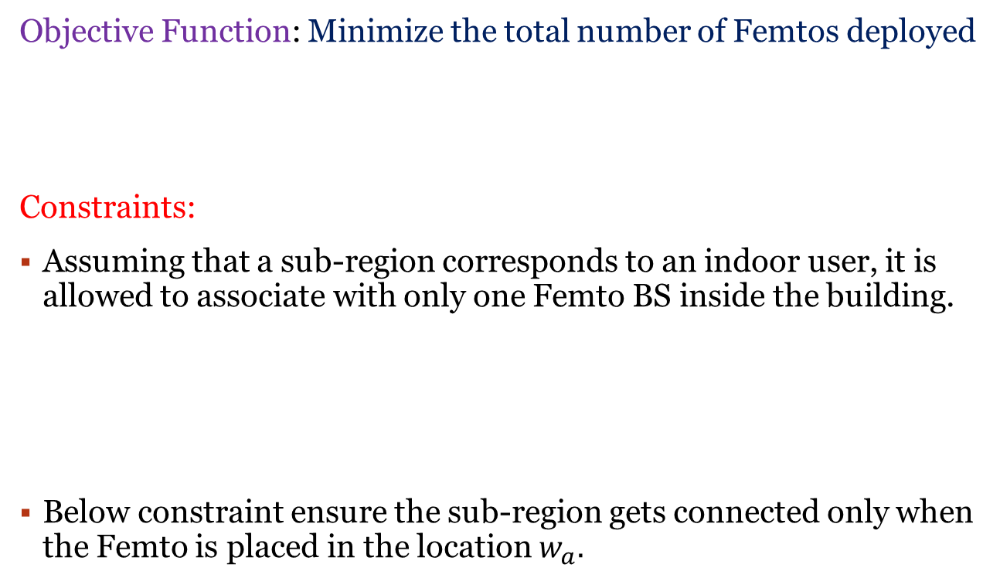 Objective Function: Minimize the total number of Femtos deployed
Constraints:
▪ Assuming that a sub-region corresponds to an indoor user, it is
allowed to associate with only one Femto BS inside the building.
▪ Below constraint ensure the sub-region gets connected only when
the Femto is placed in the location wₐ.